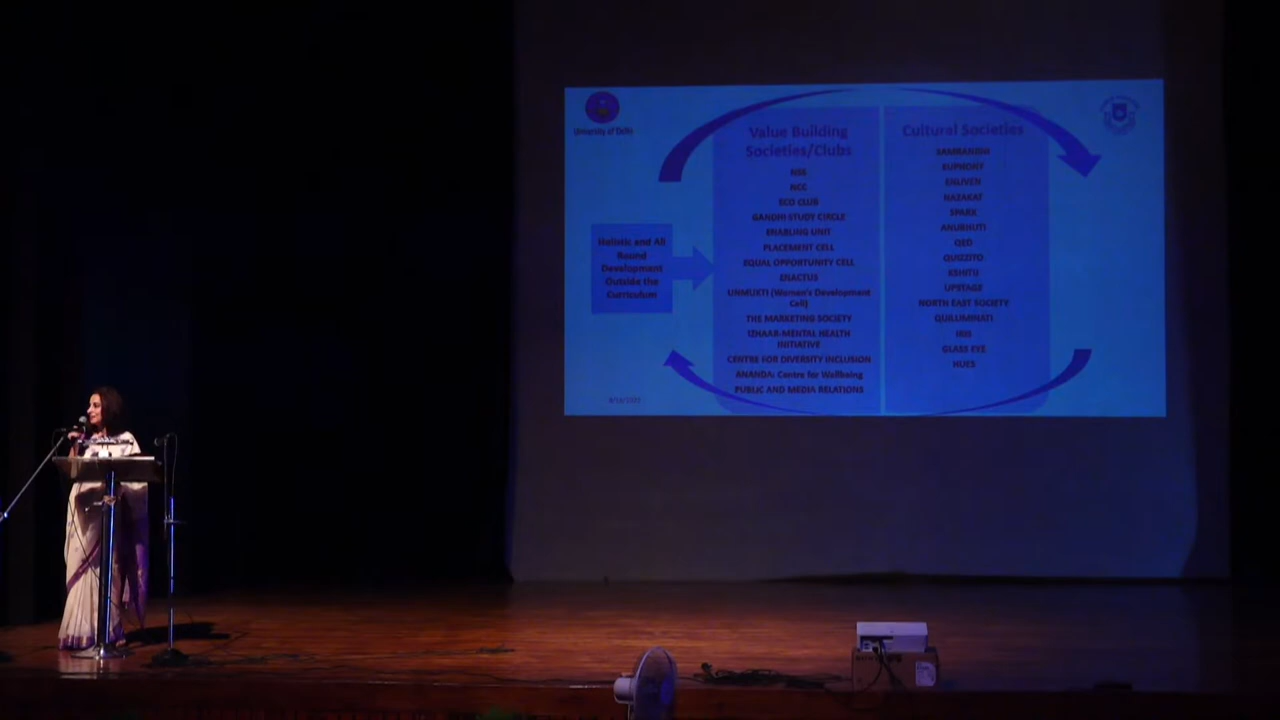 University of Delhi
Holistic and All
Round
Development
Outside the
Curriculum
Value Building
Societies/Clubs
NSS
NCC
ECO CLUB
GANDHI STUDY CIRCLE
ENABLING UNIT
PLACEMENT CELL
EQUAL OPPORTUNITY CELL
ENACTUS
UNMUKTI (Women's Development
Cell)
THE MARKETING SOCIETY
IZHAAR-MENTAL HEALTH
INITIATIVE
CENTRE FOR DIVERSITY INCLUSION
ANANDA: Centre for Wellbeing
PUBLIC AND MEDIA RELATIONS
Cultural Societies
EUPHONY
ENLIVEN
NAZAKAT
SPARK
ANUBHUTI
QED
QUIZZITO
KSHITIJ
UPSTAGE
NORTH EAST SOCIETY
QUILLUMINATI
IRIS
GLASS EYE
HUES